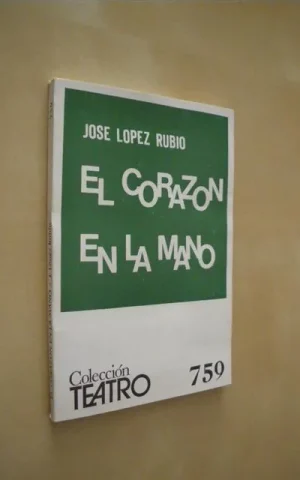 JOSE LOPEZ RUBIO
EL CORAZON
EN LA MANO
Colección
TEATRO
759